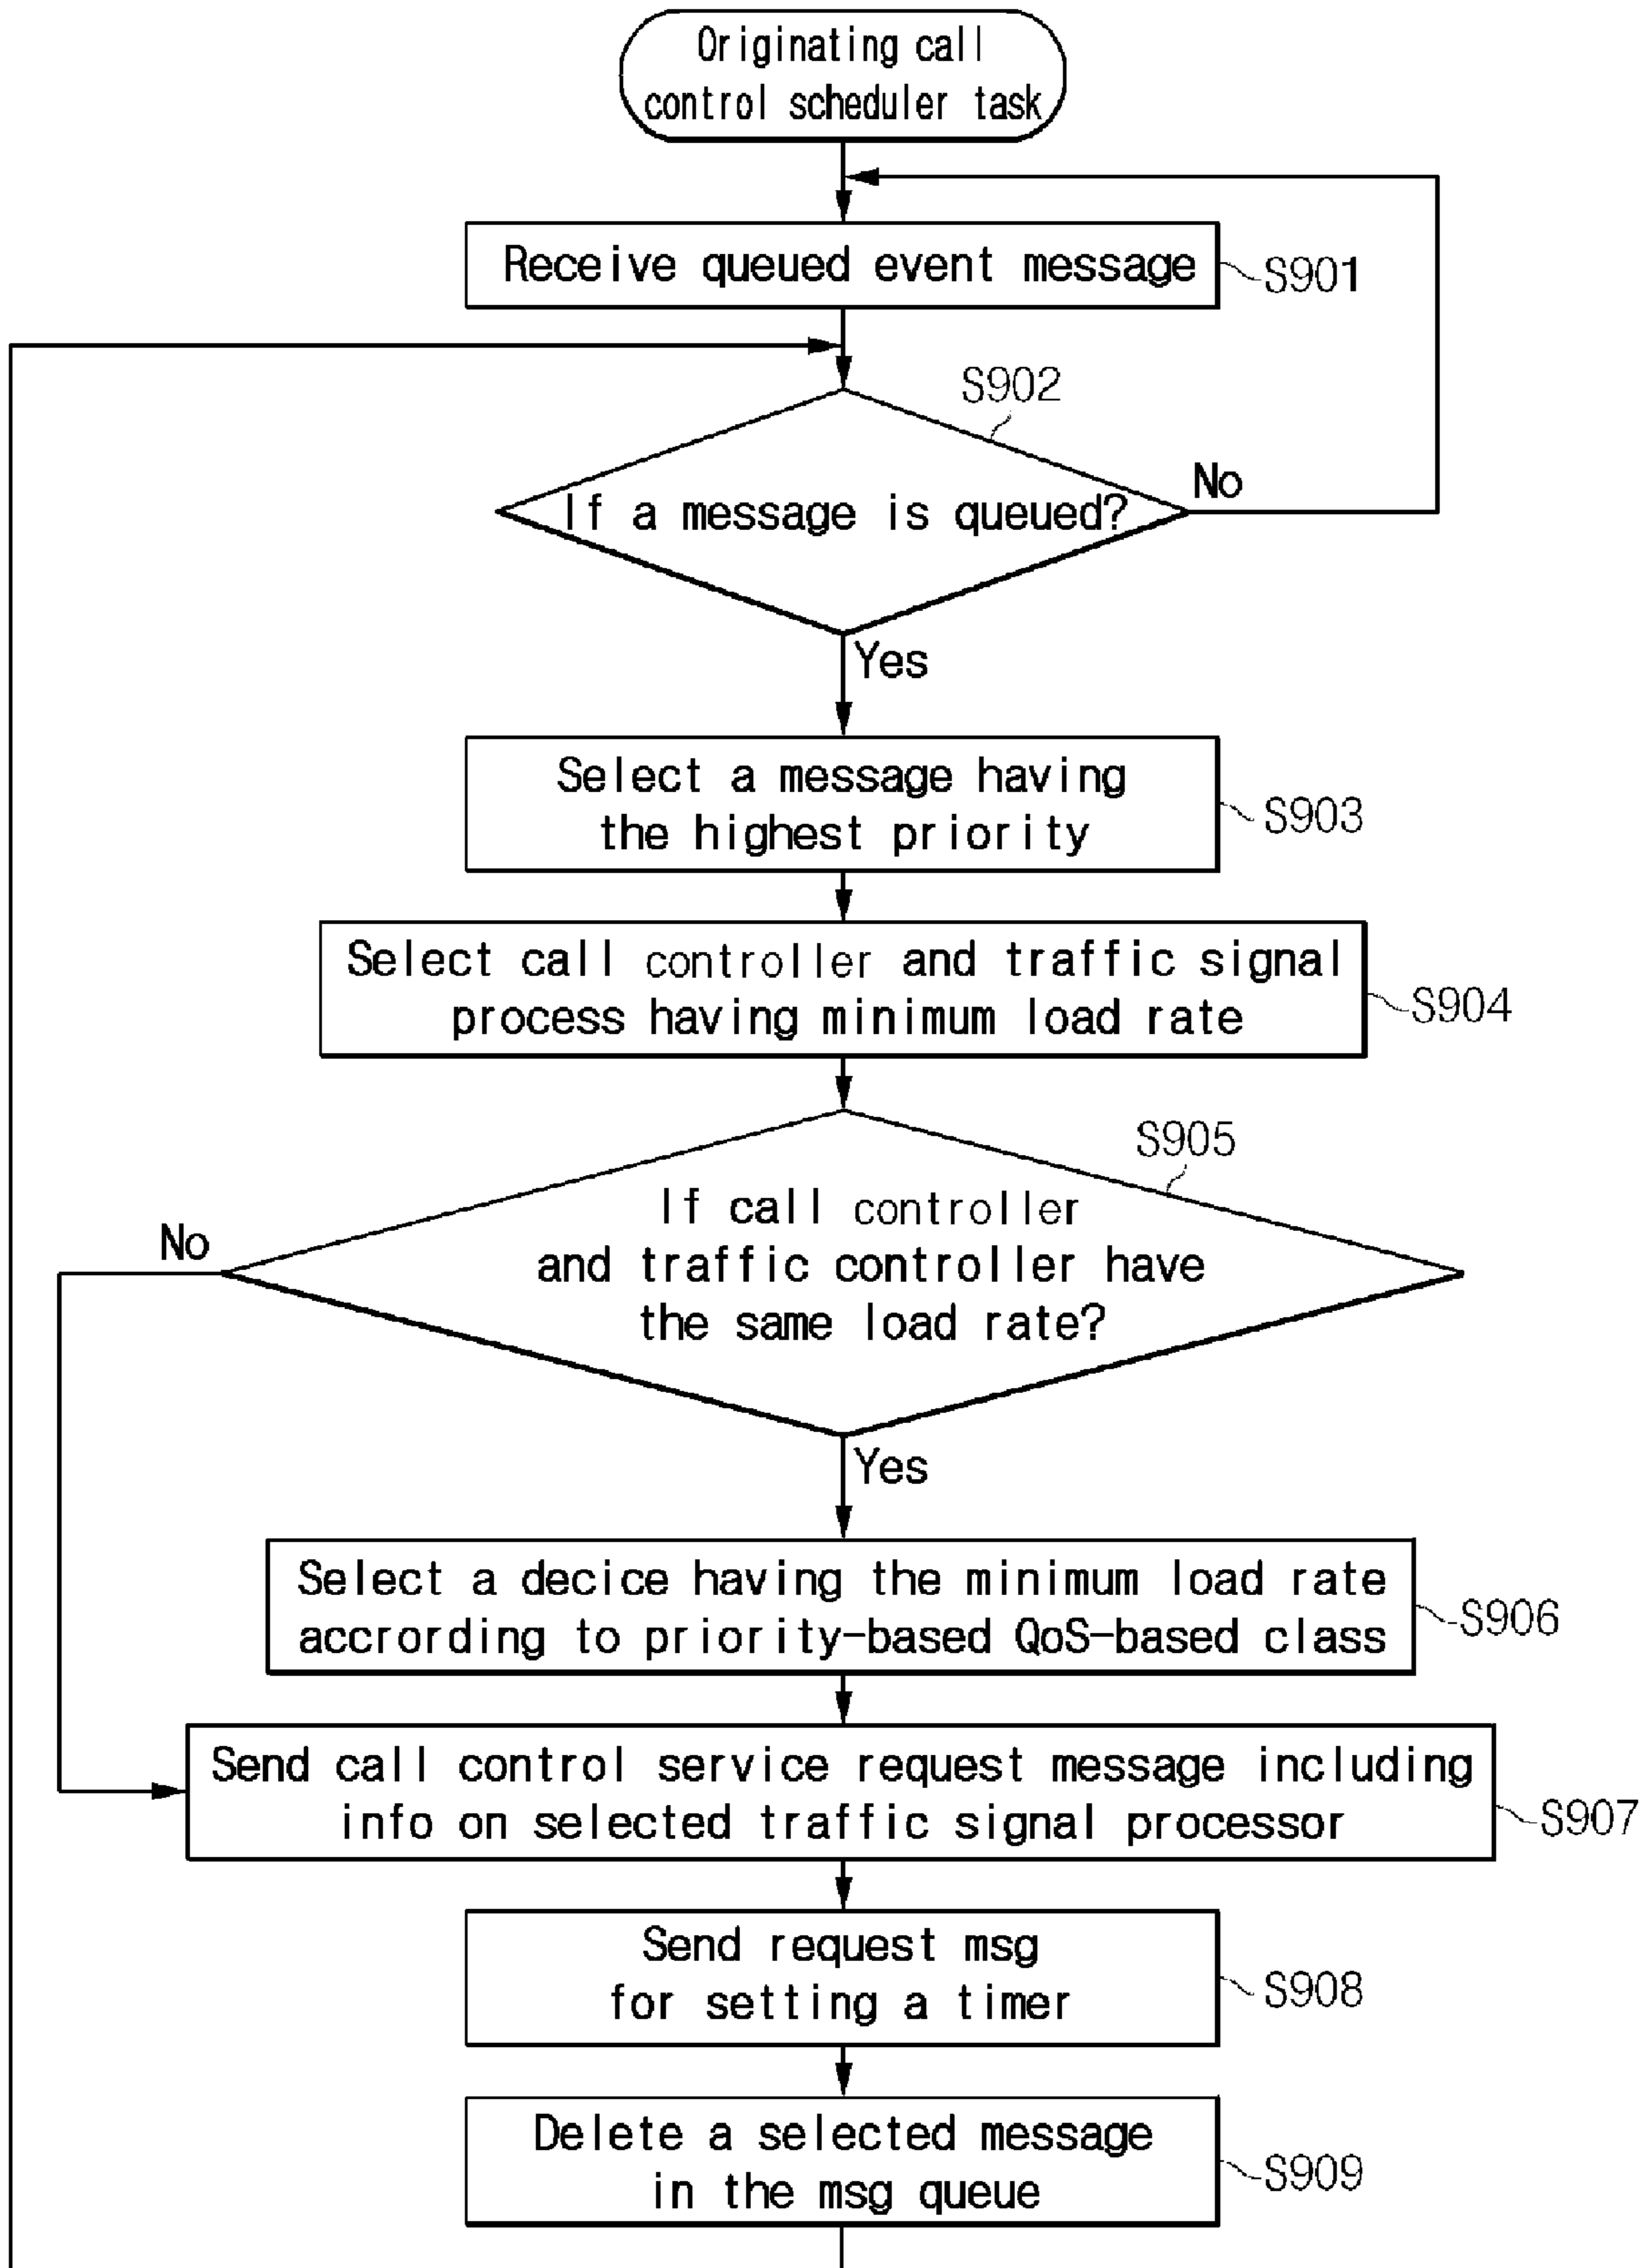 Originating call
control scheduler task
Receive queued event message
S901
S902
If a message is queued?
No
Yes
Select a message having
the highest priority
S903
Select call controller and traffic signal
process having minimum load rate
S904
S905
If call controller
and traffic controller have
the same load rate?
No
Yes
Select a decice having the minimum load rate
accrording to priority-based QoS-based class
S906
Send call control service request message including
info on selected traffic signal processor
S907
Send request msg
for setting a timer
S908
Delete a selected message
in the msg queue
S909